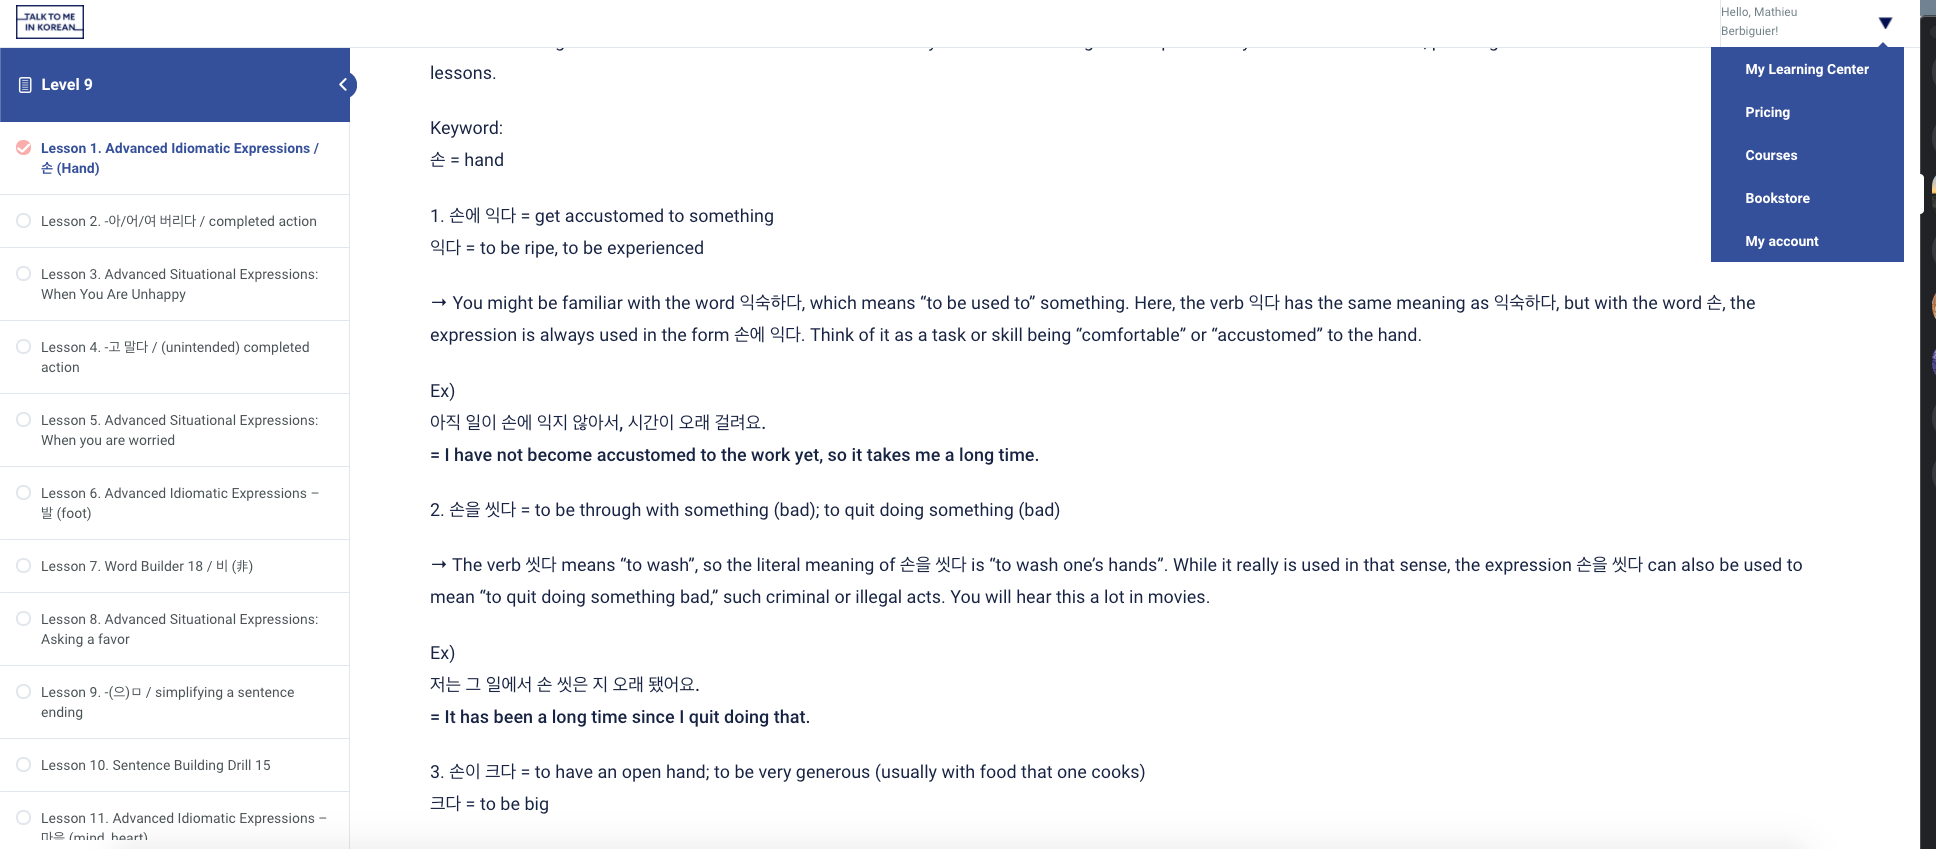 TALK TO ME
IN KOREAN
Hello, Mathieu
Berbiguier!
My Learning Center
Pricing
Courses
Bookstore
My account
Level 9
Lesson 1. Advanced Idiomatic Expressions /
손 (Hand)
Lesson 2. -아/어/여 버리다 / completed action
Lesson 3. Advanced Situational Expressions:
When You Are Unhappy
Lesson 4. -고 말다 / (unintended) completed
action
Lesson 5. Advanced Situational Expressions:
When you are worried
Lesson 6. Advanced Idiomatic Expressions –
발 (foot)
Lesson 7. Word Builder 18 / 비 (非)
Lesson 8. Advanced Situational Expressions:
Asking a favor
Lesson 9. -(으)ㅁ / simplifying a sentence
ending
Lesson 10. Sentence Building Drill 15
Lesson 11. Advanced Idiomatic Expressions –
마음 (mind, heart)
lessons.
Keyword:
손 = hand
1. 손에 익다 = get accustomed to something
익다 = to be ripe, to be experienced
→ You might be familiar with the word 익숙하다, which means “to be used to” something. Here, the verb 익다 has the same meaning as 익숙하다, but with the word 손, the
expression is always used in the form 손에 익다. Think of it as a task or skill being “comfortable” or “accustomed” to the hand.
Ex)
아직 일이 손에 익지 않아서, 시간이 오래 걸려요.
= I have not become accustomed to the work yet, so it takes me a long time.
2. 손을 씻다 = to be through with something (bad); to quit doing something (bad)
→ The verb 씻다 means “to wash”, so the literal meaning of 손을 씻다 is “to wash one’s hands”. While it really is used in that sense, the expression 손을 씻다 can also be used to
mean “to quit doing something bad,” such criminal or illegal acts. You will hear this a lot in movies.
Ex)
저는 그 일에서 손 씻은 지 오래 됐어요.
= It has been a long time since I quit doing that.
3. 손이 크다 = to have an open hand; to be very generous (usually with food that one cooks)
크다 = to be big